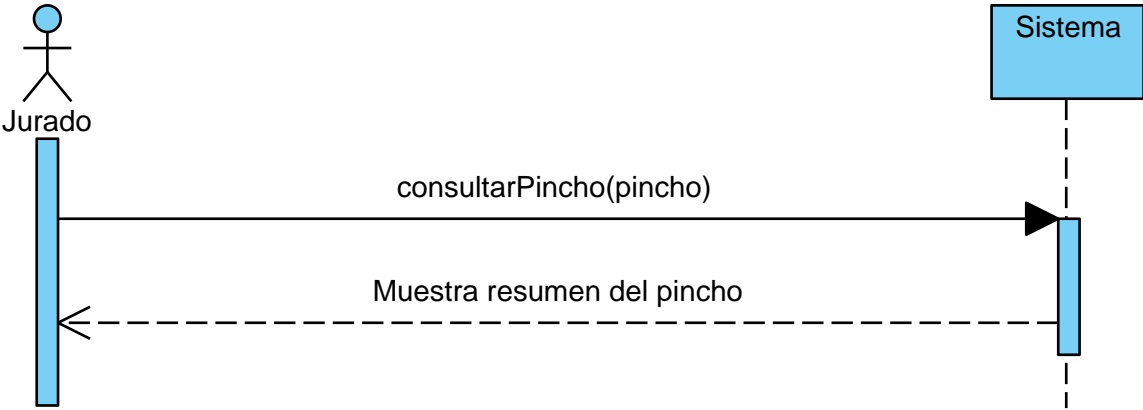 Sistema
Jurado
consultarPincho(pincho)
Muestra resumen del pincho